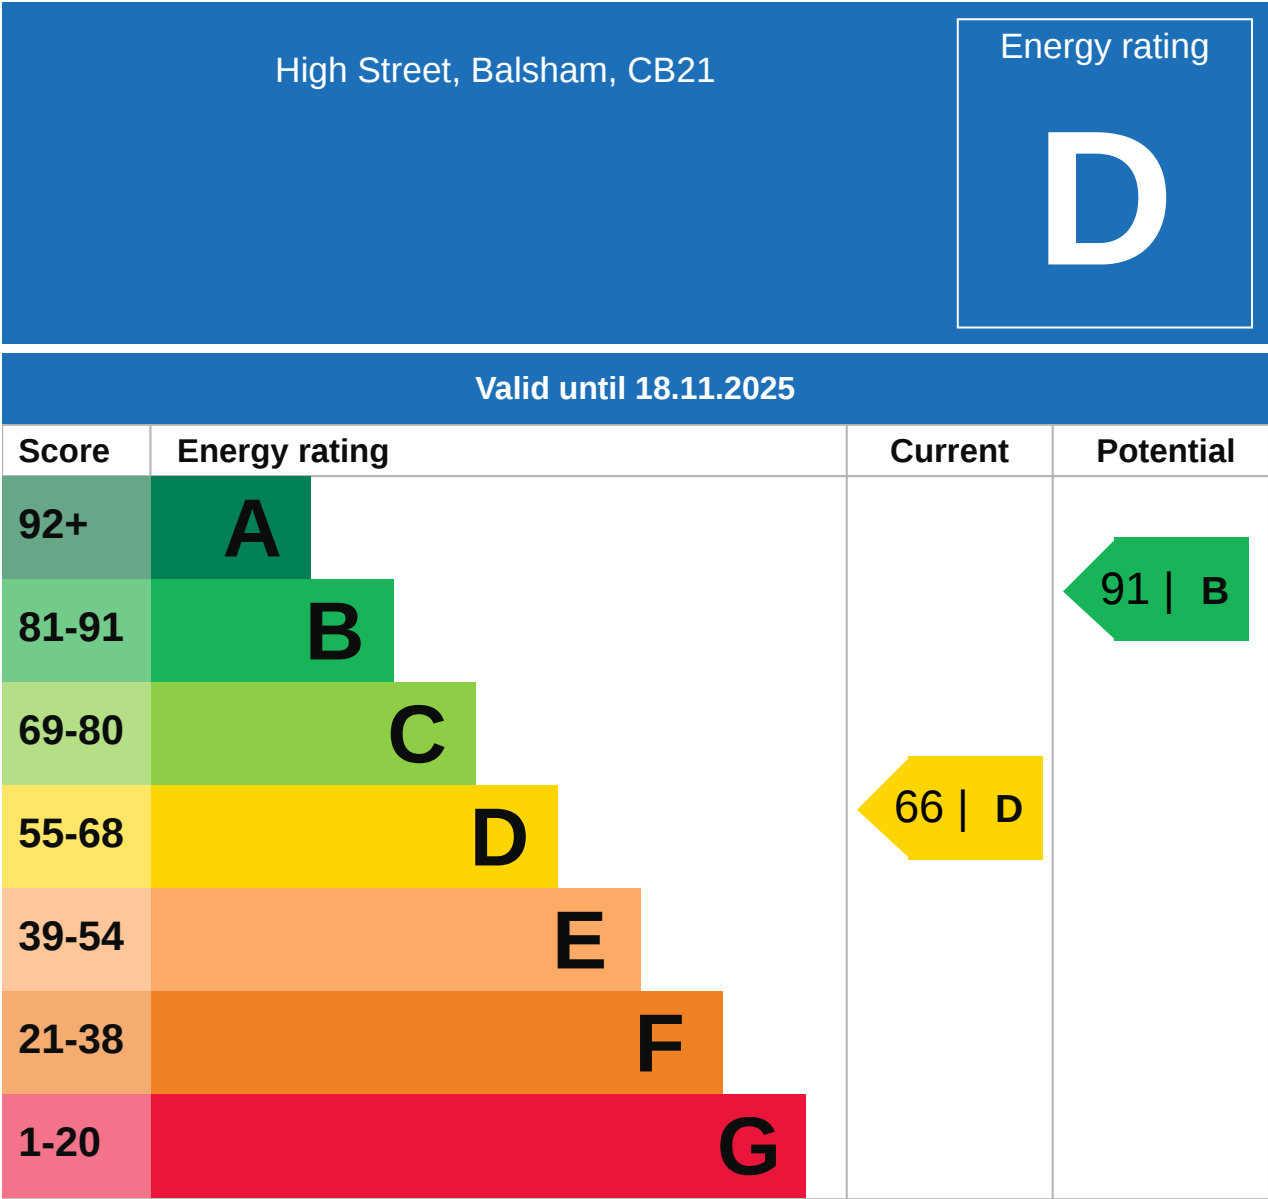 High Street, Balsham, CB21
Energy rating
D
Valid until 18.11.2025
Score Energy rating Current Potential
92+ A
81-91 B
91 | B
69-80 C
55-68 D
66 | D
39-54 E
21-38 F
1-20 G